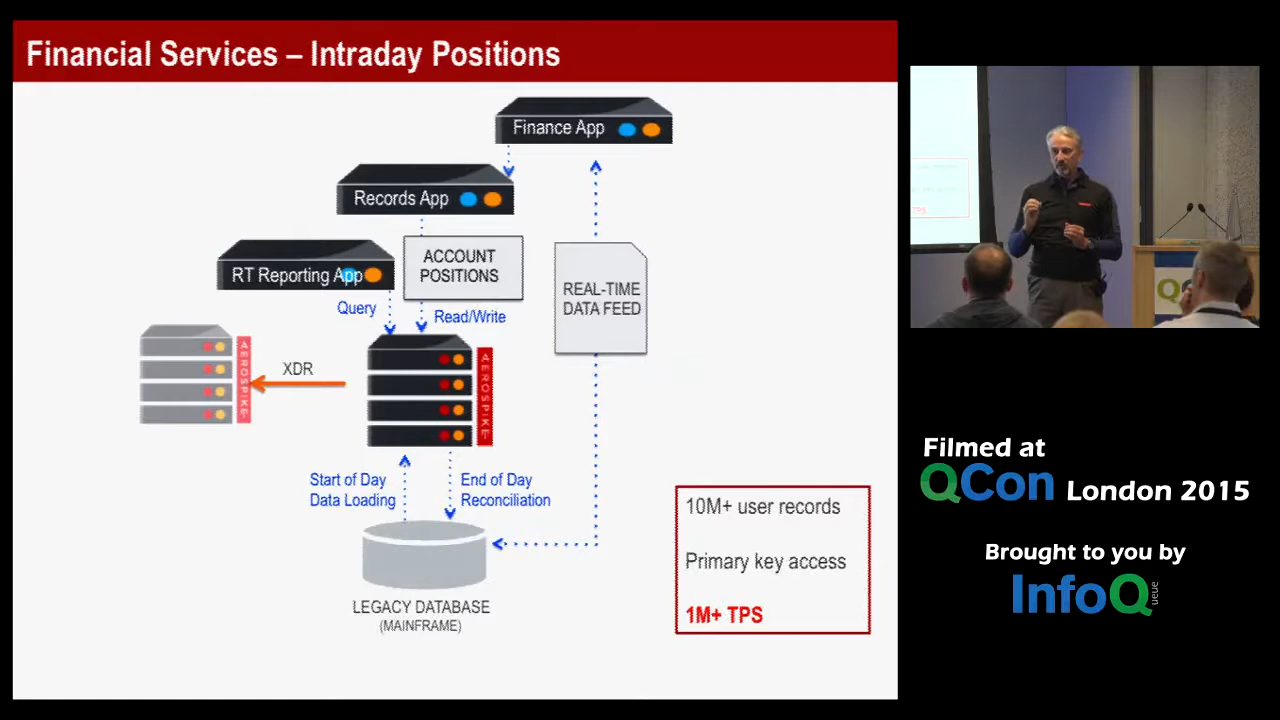 Financial Services – Intraday Positions
Finance App
Records App
RT Reporting App
ACCOUNT
POSITIONS
REAL-TIME
DATA FEED
Query
Read/Write
XDR
AEROSPIKE
AEROSPIKE
Start of Day
Data Loading
End of Day
Reconciliation
LEGACY DATABASE
(MAINFRAME)
10M+ user records
Primary key access
1M+ TPS
TPS
Filmed at
QCon London 2015
Brought to you by
InfoQueue